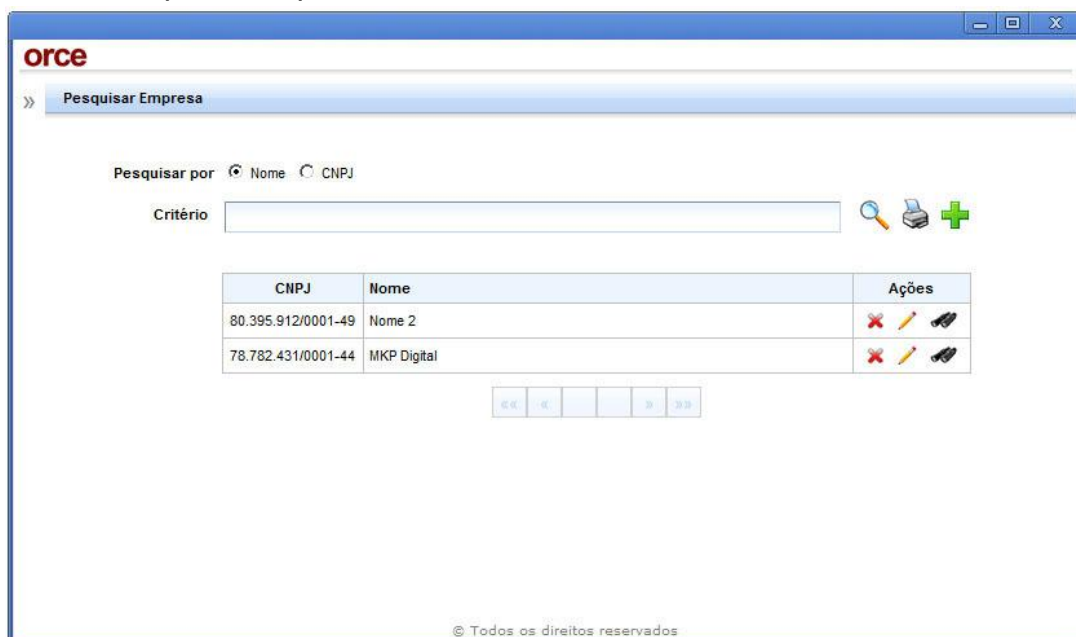 X
orce
» Pesquisar Empresa
Pesquisar por Nome CNPJ
Critério
CNPJ Nome Ações
80.395.912/0001-49 Nome 2
78.782.431/0001-44 MKP Digital
«« « » »»
© Todos os direitos reservados